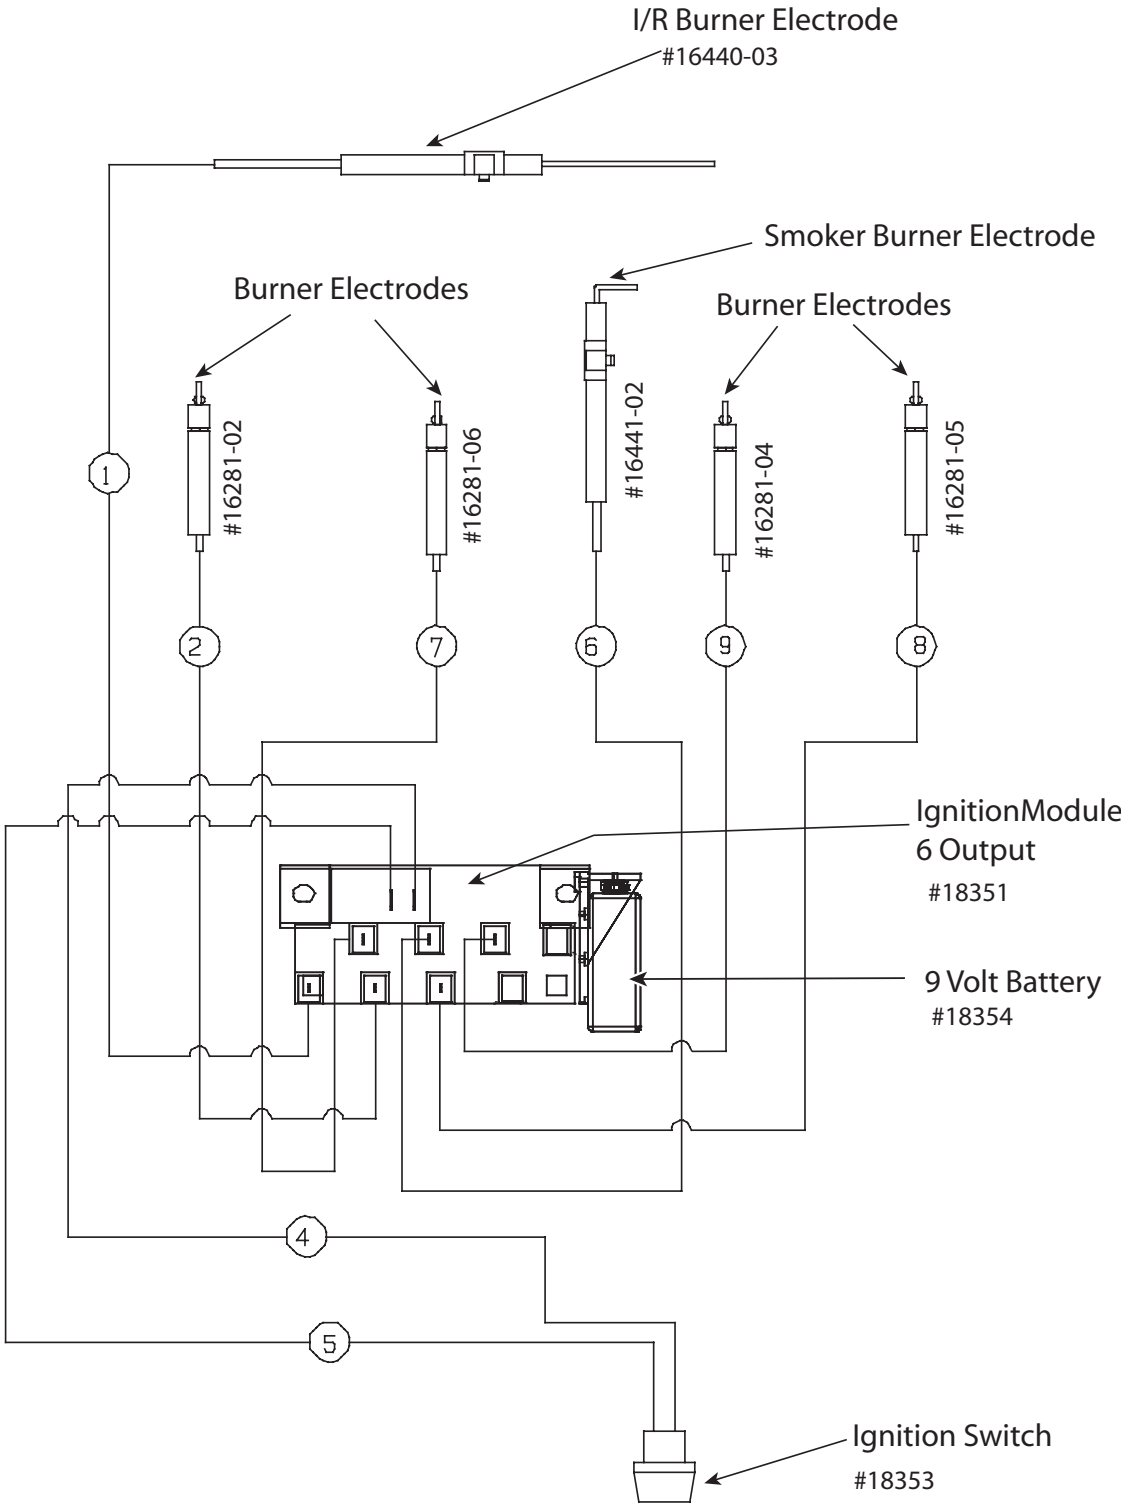 I/R Burner Electrode
#16440-03
Smoker Burner Electrode
Burner Electrodes
Burner Electrodes
#16281-02
#16281-06
#16441-02
#16281-04
#16281-05
1
2
7
6
9
8
IgnitionModule
6 Output
#18351
9 Volt Battery
#18354
4
5
Ignition Switch
#18353